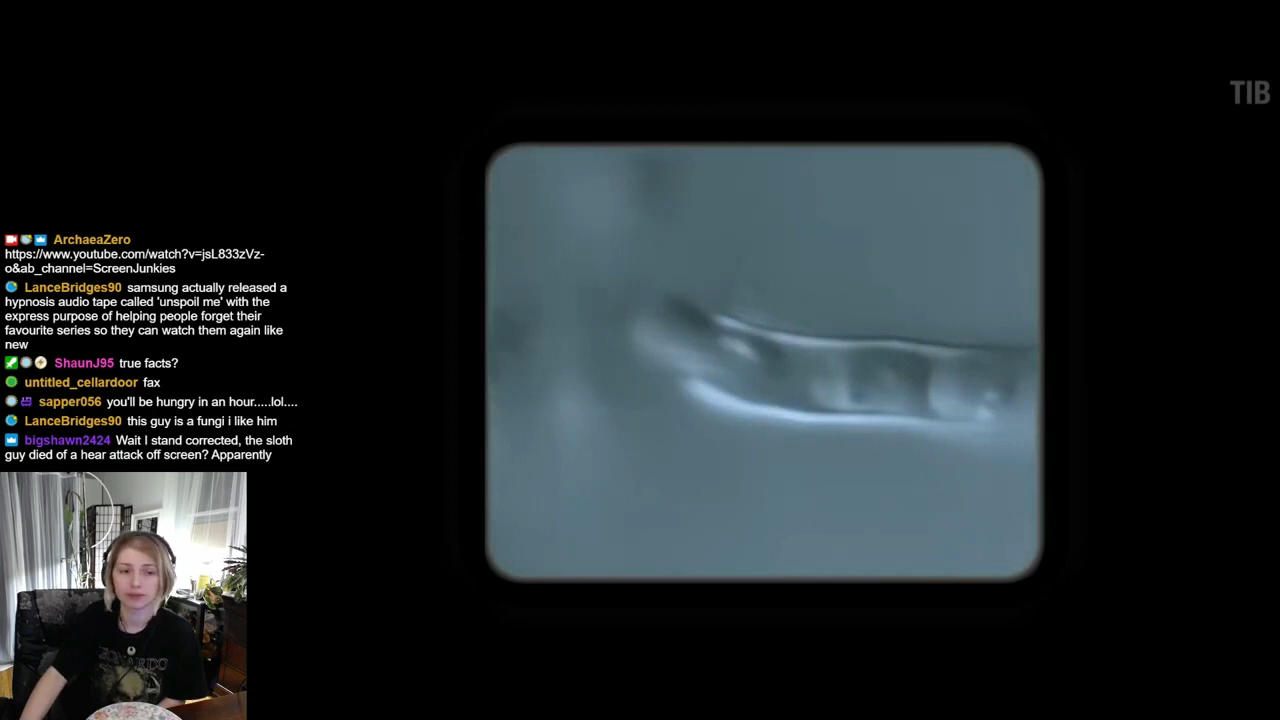 TIB
ArchaeaZero
https://www.youtube.com/watch?v=jsL833zVz-
o&ab_channel=ScreenJunkies
LanceBridges90 samsung actually released a
hypnosis audio tape called 'unspoil me' with the
express purpose of helping people forget their
favourite series so they can watch them again like
new
ShaunJ95 true facts?
untitled_cellardoor fax
sapper056 you'll be hungry in an hour.....lol....
LanceBridges90 this guy is a fungi i like him
bigshawn2424 Wait I stand corrected, the sloth
guy died of a hear attack off screen? Apparently